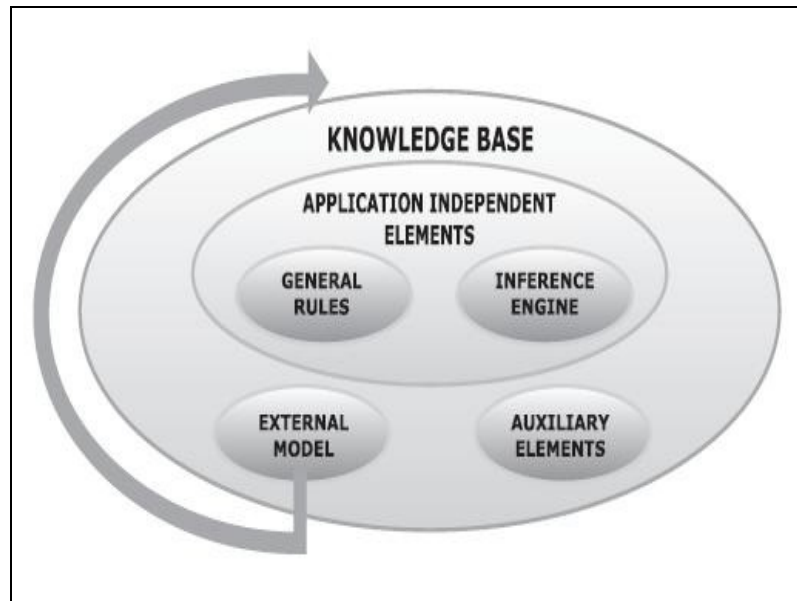 KNOWLEDGE BASE
APPLICATION INDEPENDENT
ELEMENTS
GENERAL
RULES
INFERENCE
ENGINE
EXTERNAL
MODEL
AUXILIARY
ELEMENTS